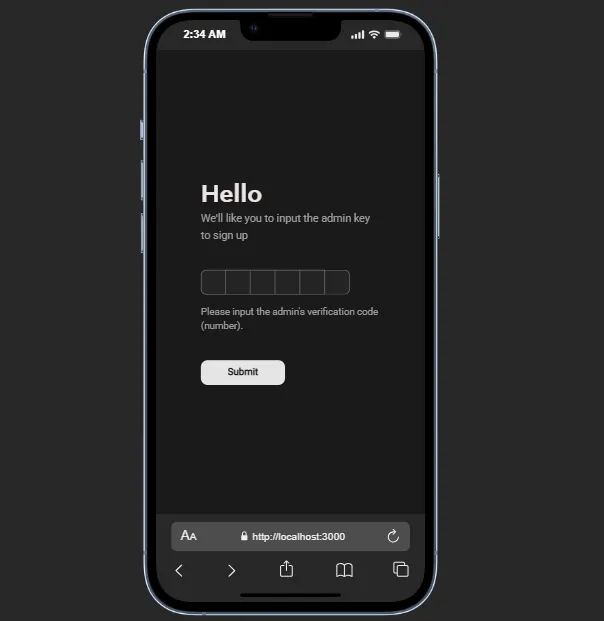 2:34 AM
Hello
We'll like you to input the admin key
to sign up
Please input the admin's verification code
(number).
Submit
AA
http://localhost:3000